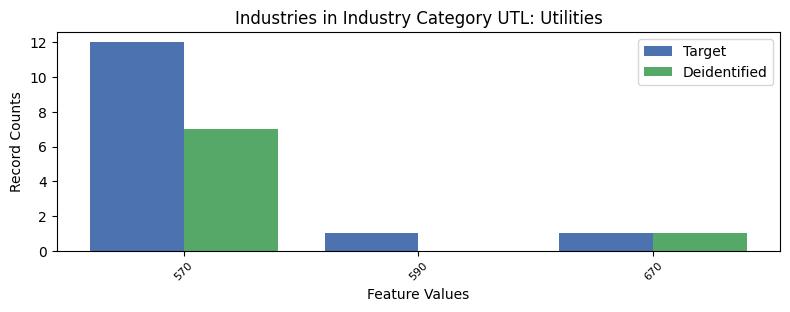 Industries in Industry Category UTL: Utilities
Target
Deidentified
Record Counts
12
10
8
6
4
2
0
570
590
670
Feature Values